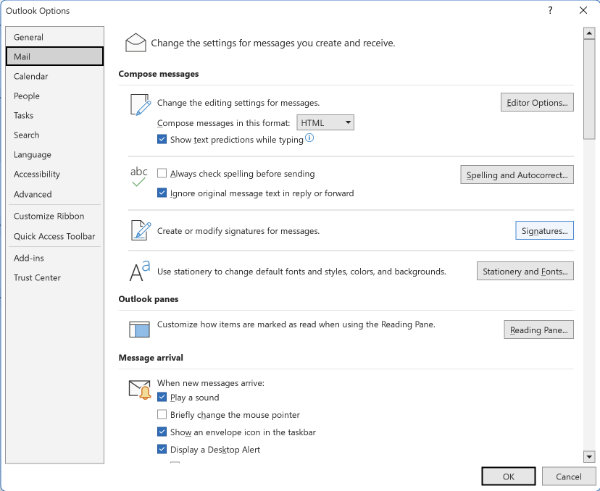 Outlook Options
?
General
Mail
Calendar
People
Tasks
Search
Language
Accessibility
Advanced
Customize Ribbon
Quick Access Toolbar
Add-ins
Trust Center
Change the settings for messages you create and receive.
Compose messages
Change the editing settings for messages.
Editor Options...
Compose messages in this format: HTML
Show text predictions while typing
abc
Always check spelling before sending
Spelling and Autocorrect...
Ignore original message text in reply or forward
Create or modify signatures for messages.
Signatures...
Aa
Use stationery to change default fonts and styles, colors, and backgrounds.
Stationery and Fonts...
Outlook panes
Customize how items are marked as read when using the Reading Pane.
Reading Pane...
Message arrival
When new messages arrive:
Play a sound
Briefly change the mouse pointer
Show an envelope icon in the taskbar
Display a Desktop Alert
OK
Cancel